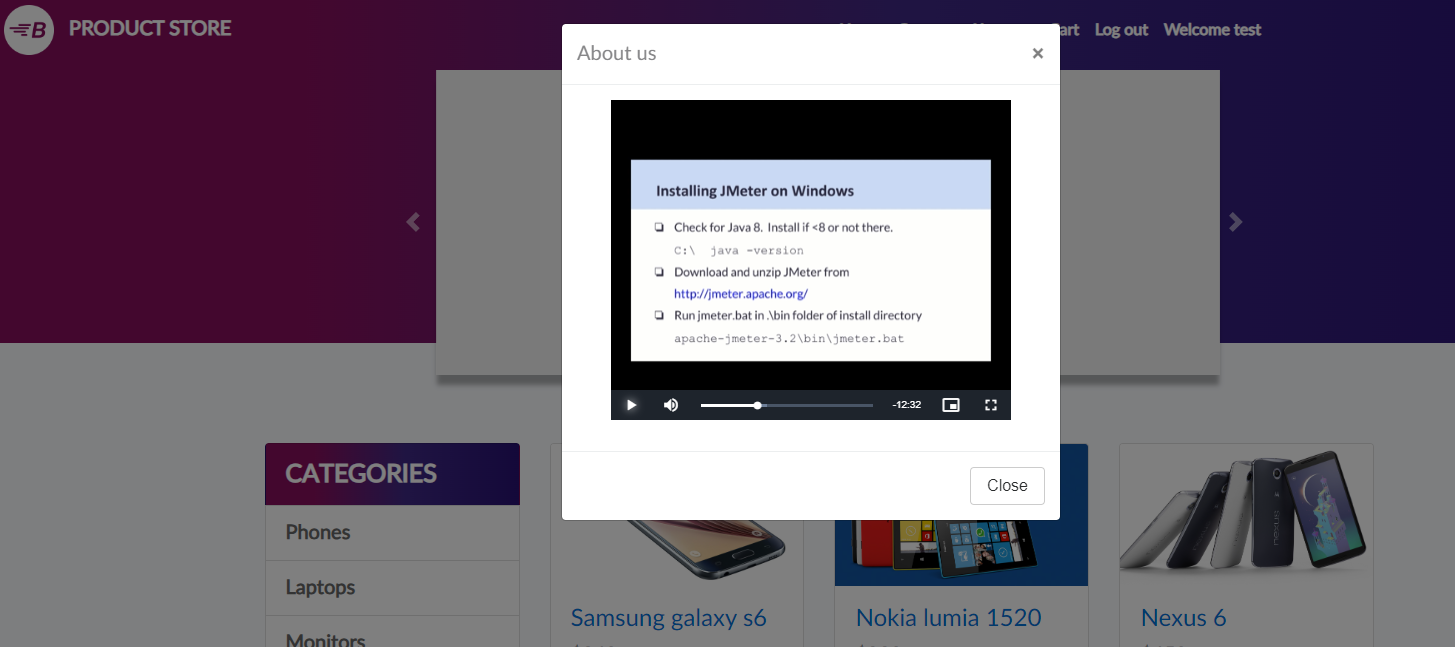 B
PRODUCT STORE
Log out
Welcome test
About us
×
Installing JMeter on Windows
Check for Java 8. Install if <8 or not there.
C:\ java -version
Download and unzip JMeter from
http://jmeter.apache.org/
Run jmeter.bat in .\bin folder of install directory
apache-jmeter-3.2\bin\jmeter.bat
-12:32
Close
CATEGORIES
Phones
Laptops
Monitors
Samsung galaxy s6
Nokia lumia 1520
Nexus 6